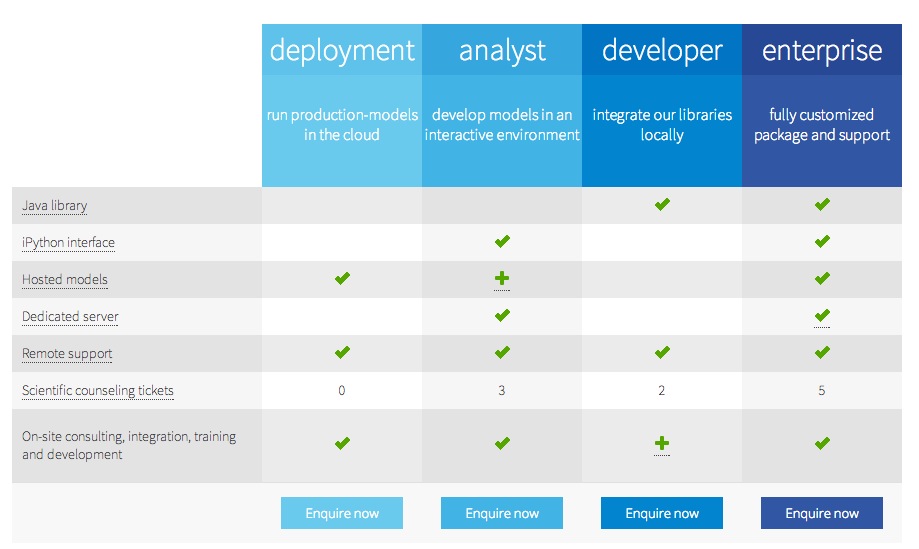 deployment analyst developer enterprise
run production-models develop models in an integrate our libraries fully customized
in the cloud interactive environment locally package and support
Java library
iPython interface
Hosted models
Dedicated server
Remote support
Scientific counseling tickets 0 3 2 5
On-site consulting, integration, training
and development
Enquire now Enquire now Enquire now Enquire now